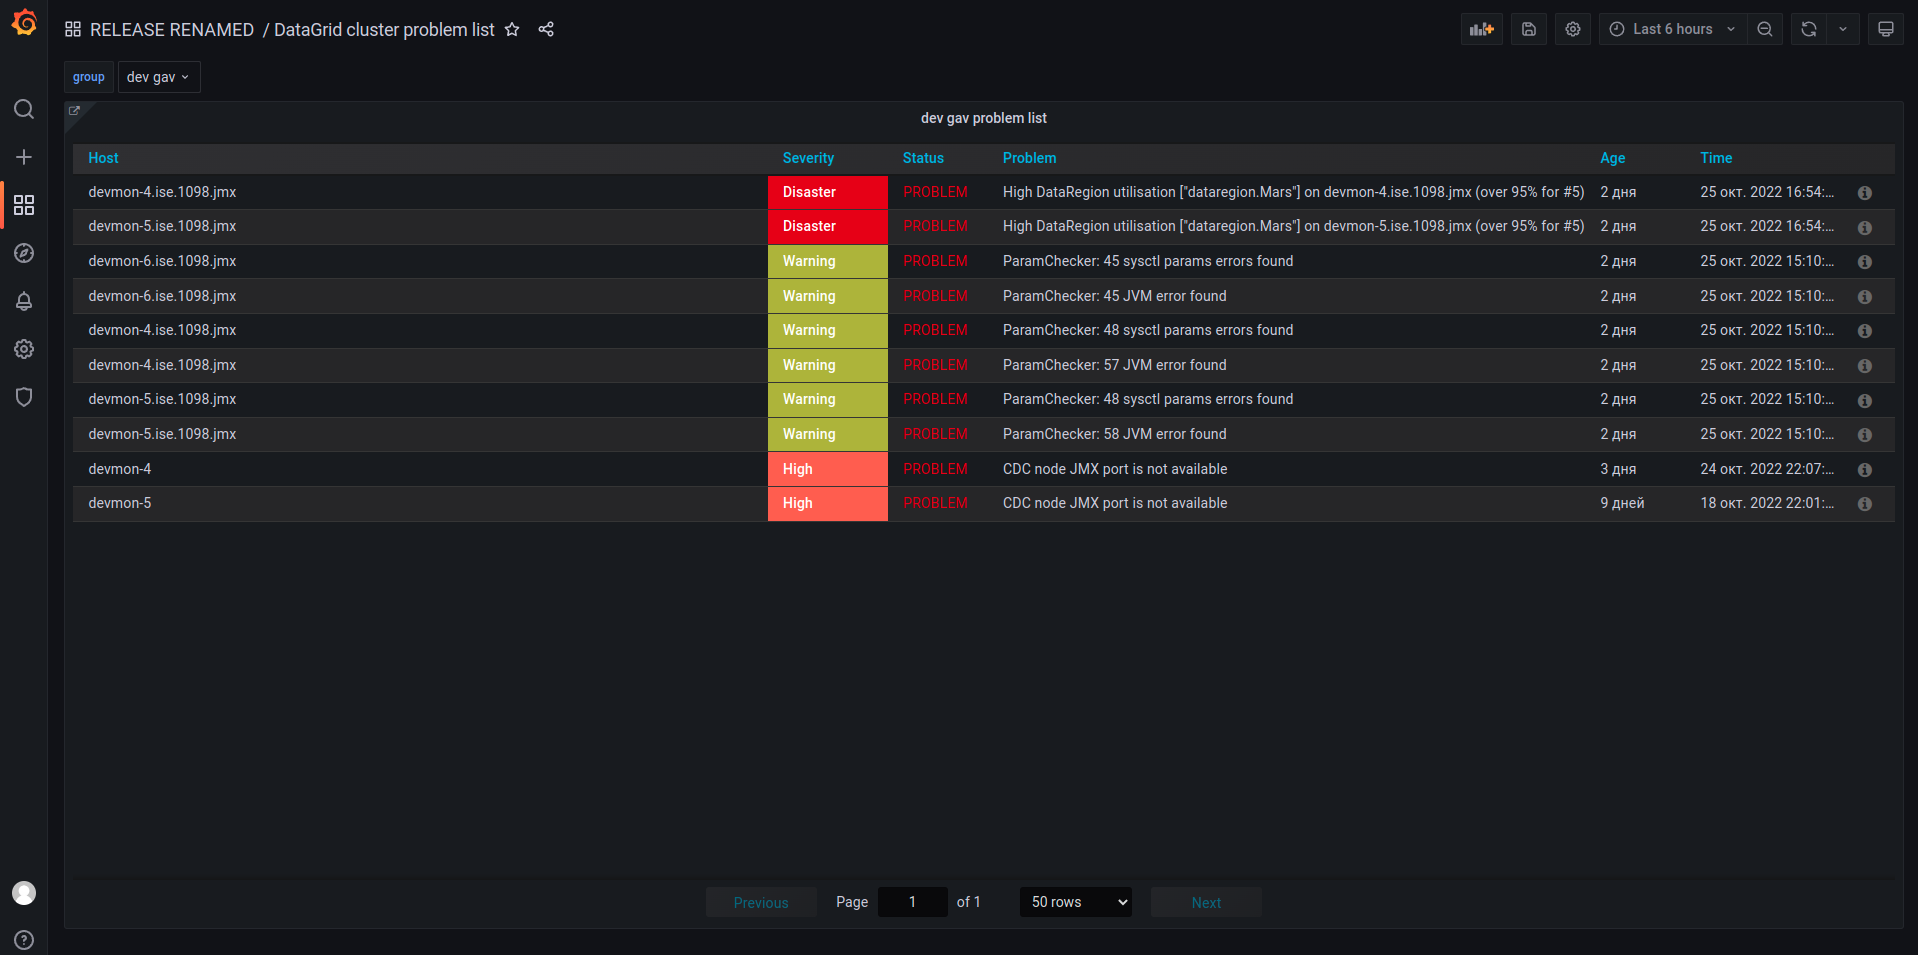 RELEASE RENAMED / DataGrid cluster problem list
Last 6 hours
group dev gav
dev gav problem list
Host Severity Status Problem Age Time
devmon-4.ise.1098.jmx Disaster PROBLEM High DataRegion utilisation ["dataregion.Mars"] on devmon-4.ise.1098.jmx (over 95% for #5) 2 дня 25 окт. 2022 16:54:...
devmon-5.ise.1098.jmx Disaster PROBLEM High DataRegion utilisation ["dataregion.Mars"] on devmon-5.ise.1098.jmx (over 95% for #5) 2 дня 25 окт. 2022 16:54:...
devmon-6.ise.1098.jmx Warning PROBLEM ParamChecker: 45 sysctl params errors found 2 дня 25 окт. 2022 15:10:...
devmon-6.ise.1098.jmx Warning PROBLEM ParamChecker: 45 JVM error found 2 дня 25 окт. 2022 15:10:...
devmon-4.ise.1098.jmx Warning PROBLEM ParamChecker: 48 sysctl params errors found 2 дня 25 окт. 2022 15:10:...
devmon-4.ise.1098.jmx Warning PROBLEM ParamChecker: 57 JVM error found 2 дня 25 окт. 2022 15:10:...
devmon-5.ise.1098.jmx Warning PROBLEM ParamChecker: 48 sysctl params errors found 2 дня 25 окт. 2022 15:10:...
devmon-5.ise.1098.jmx Warning PROBLEM ParamChecker: 58 JVM error found 2 дня 25 окт. 2022 15:10:...
devmon-4 High PROBLEM CDC node JMX port is not available 3 дня 24 окт. 2022 22:07:...
devmon-5 High PROBLEM CDC node JMX port is not available 9 дней 18 окт. 2022 22:01:...
Previous Page 1 of 1 50 rows Next